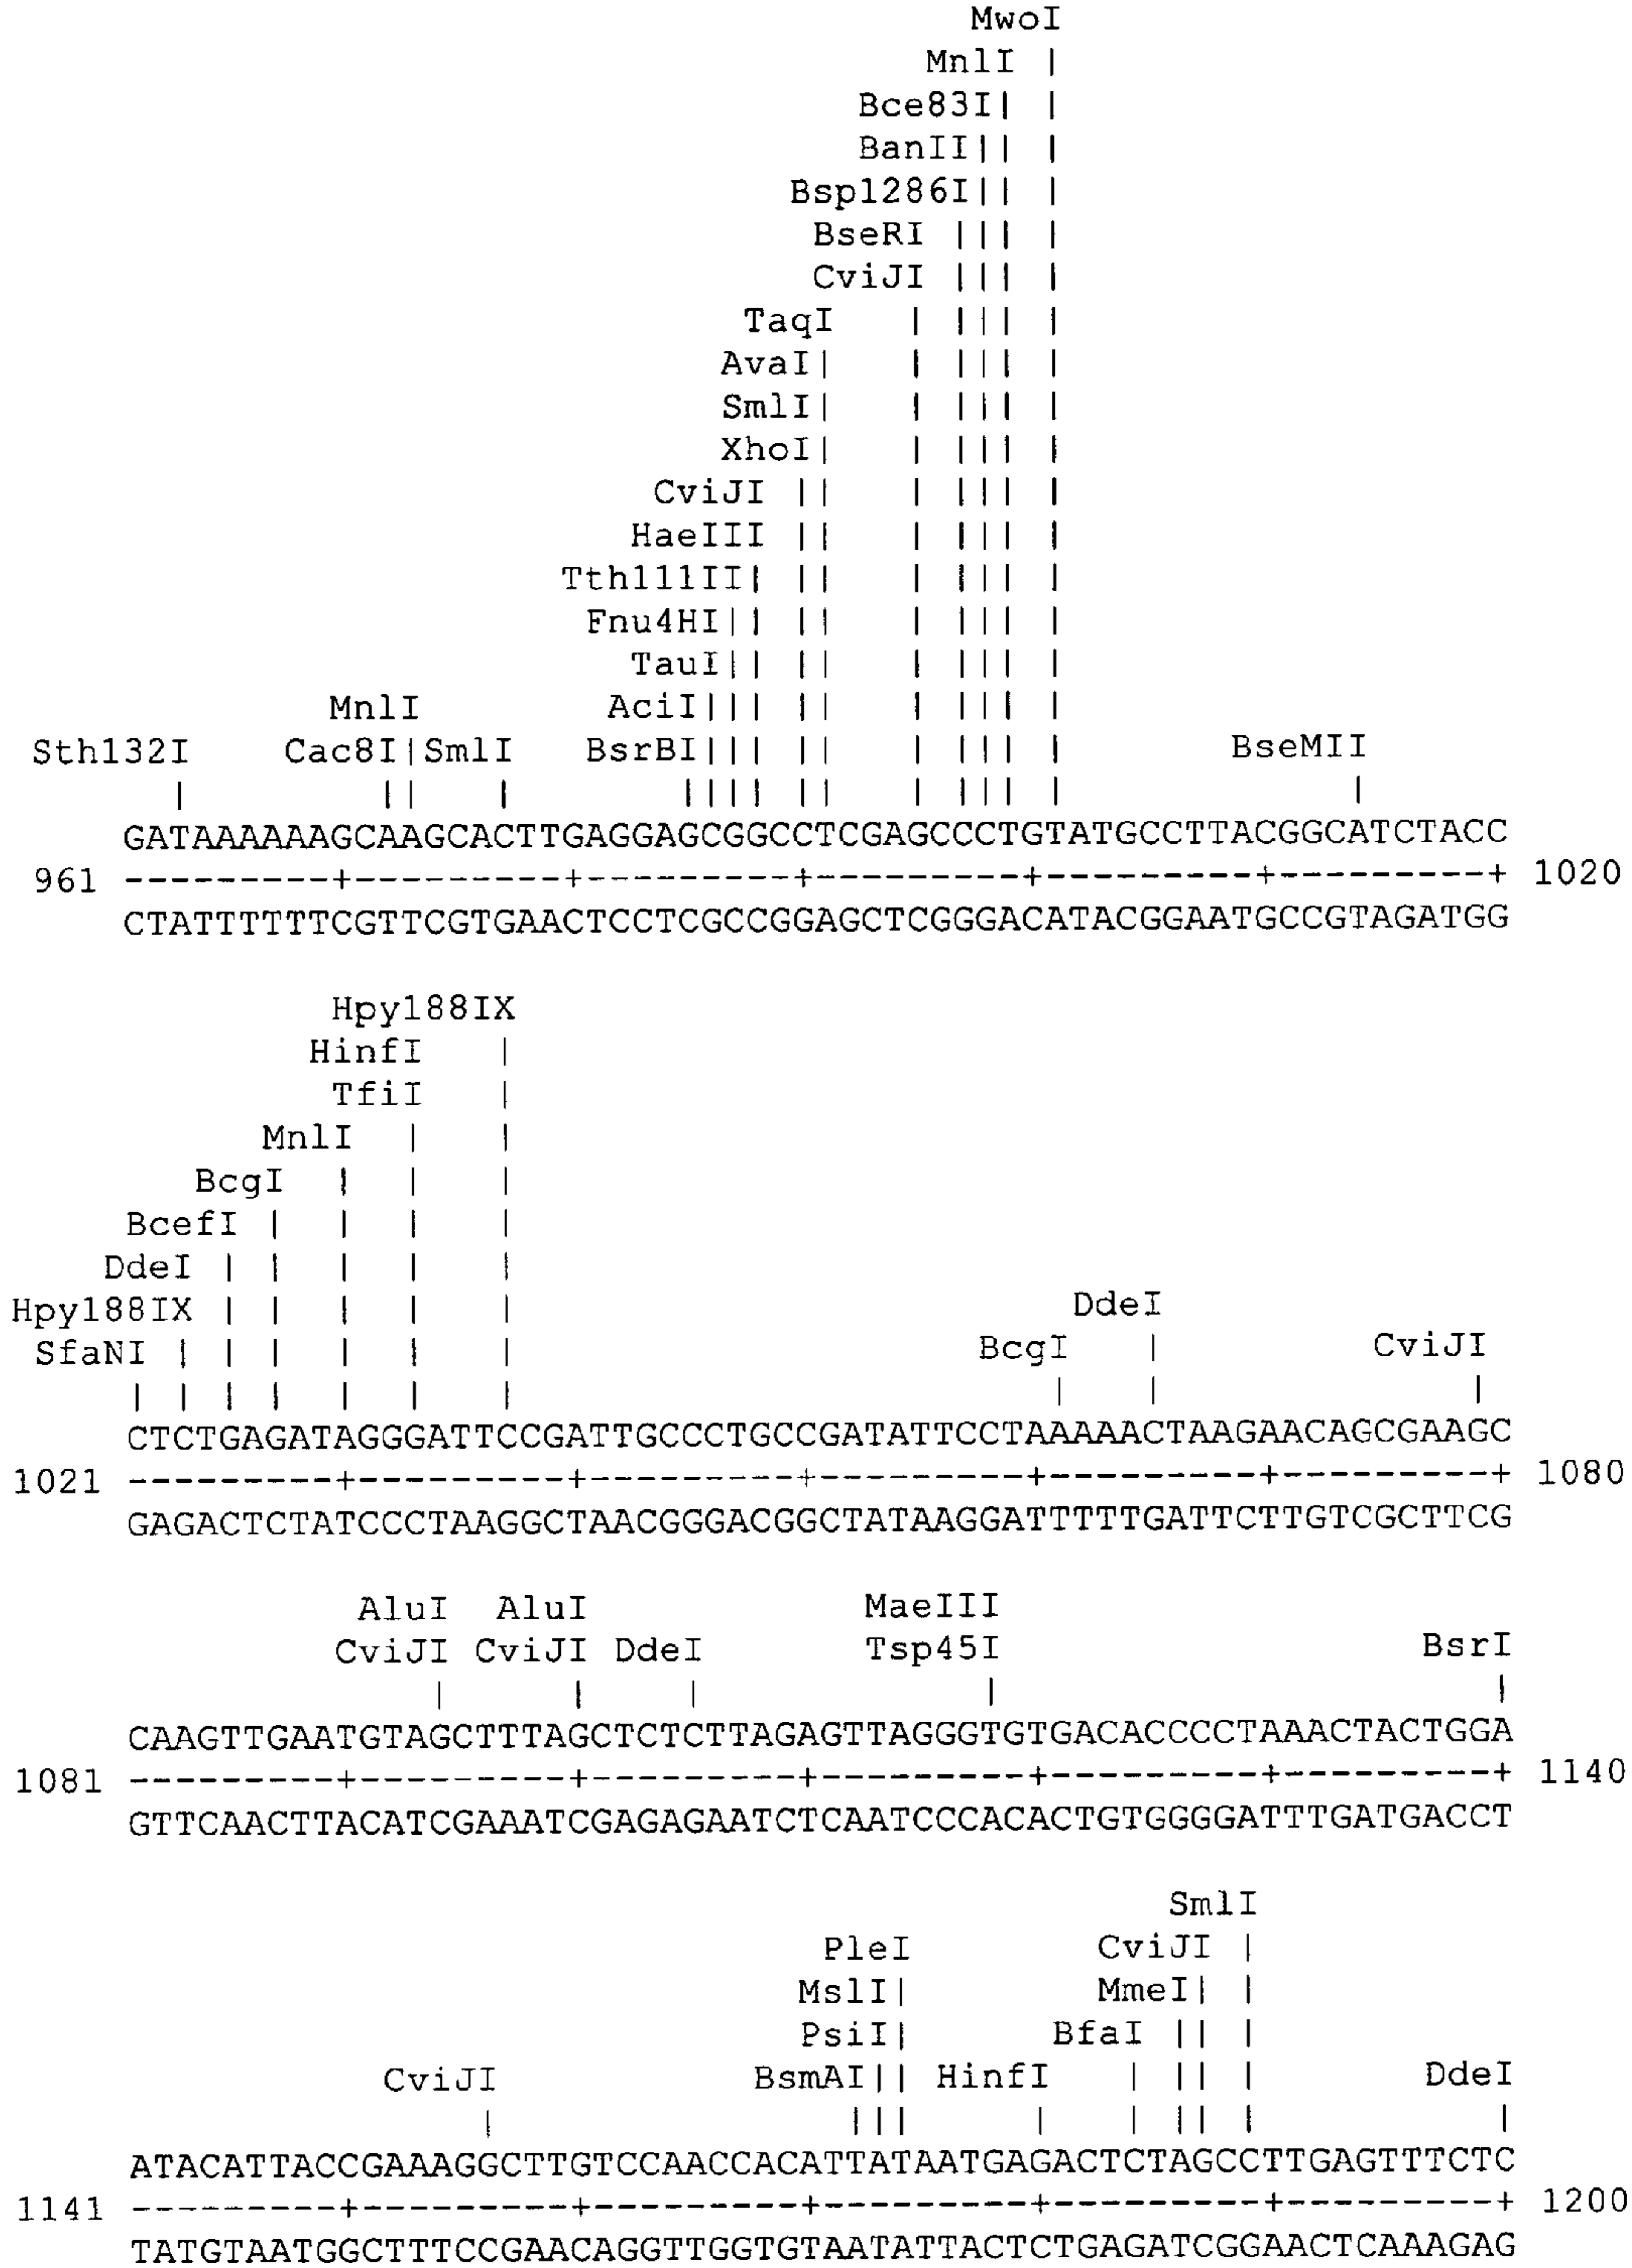 MwoI
MnlI |
Bce83I| |
BanII|| |
Bsp1286I|| |
BseRI ||| |
CviJI ||| |
TaqI | ||| |
AvaI| | ||| |
SmlI| | ||| |
XhoI| | ||| |
CviJI || | ||| |
HaeIII || | ||| |
Tth111II| || | ||| |
Fnu4HI|| || | ||| |
TauI|| || | ||| |
MnlI AciI||| || | ||| |
Sth132I Cac8I|SmlI BsrBI||| || | ||| | BseMII
| || | |||| || | ||| | |
GATAAAAAAGCAAGCACTTGAGGAGCGGCCTCGAGCCCTGTATGCCTTACGGCATCTACC
961 ---------+---------+---------+---------+---------+---------+ 1020
CTATTTTTTCGTTCGTGAACTCCTCGCCGGAGCTCGGGACATACGGAATGCCGTAGATGG
Hpy188IX
HinfI |
TfiI |
MnlI | |
BcgI | | |
BcefI | | | |
DdeI | | | | |
Hpy188IX | | | | | DdeI
SfaNI | | | | | | BcgI | CviJI
| | | | | | | | | |
CTCTGAGATAGGGATTCCGATTGCCCTGCCGATATTCCTAAAAACTAAGAACAGCGAAGC
1021 ---------+---------+---------+---------+---------+---------+ 1080
GAGACTCTATCCCTAAGGCTAACGGGACGGCTATAAGGATTTTTGATTCTTGTCGCTTCG
AluI AluI MaeIII
CviJI CviJI DdeI Tsp45I BsrI
| | | | |
CAAGTTGAATGTAGCTTTAGCTCTCTTAGAGTTAGGGTGTGACACCCCTAAACTACTGGA
1081 ---------+---------+---------+---------+---------+---------+ 1140
GTTCAACTTACATCGAAATCGAGAGAATCTCAATCCCACACTGTGGGGATTTGATGACCT
SmlI
PleI CviJI |
MslI| MmeI| |
PsiI| BfaI || |
CviJI BsmAI|| HinfI | || | DdeI
| ||| | | || | |
ATACATTACCGAAAGGCTTGTCCAACCACATTATAATGAGACTCTAGCCTTGAGTTTCTC
1141 ---------+---------+---------+---------+---------+---------+ 1200
TATGTAATGGCTTTCCGAACAGGTTGGTGTAATATTACTCTGAGATCGGAACTCAAAGAG